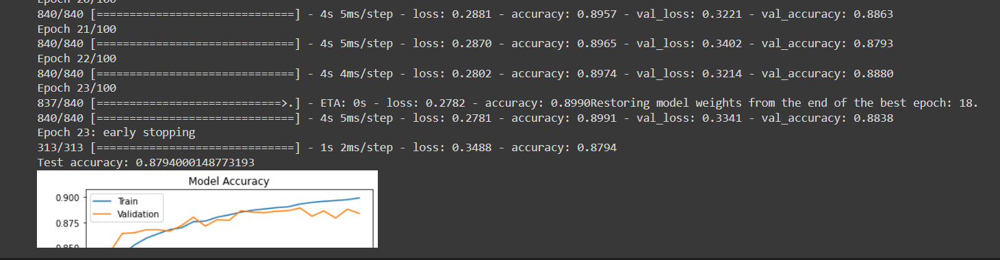 Epoch 20/100
840/840 [==============================] - 4s 5ms/step - loss: 0.2881 - accuracy: 0.8957 - val_loss: 0.3221 - val_accuracy: 0.8863
Epoch 21/100
840/840 [==============================] - 4s 5ms/step - loss: 0.2870 - accuracy: 0.8965 - val_loss: 0.3402 - val_accuracy: 0.8793
Epoch 22/100
840/840 [==============================] - 4s 4ms/step - loss: 0.2802 - accuracy: 0.8974 - val_loss: 0.3214 - val_accuracy: 0.8880
Epoch 23/100
837/840 [============================>.] - ETA: 0s - loss: 0.2782 - accuracy: 0.8990Restoring model weights from the end of the best epoch: 18.
840/840 [==============================] - 4s 5ms/step - loss: 0.2781 - accuracy: 0.8991 - val_loss: 0.3341 - val_accuracy: 0.8838
Epoch 23: early stopping
313/313 [==============================] - 1s 2ms/step - loss: 0.3488 - accuracy: 0.8794
Test accuracy: 0.8794000148773193
Model Accuracy
0.900
Train
Validation
0.875
0.850